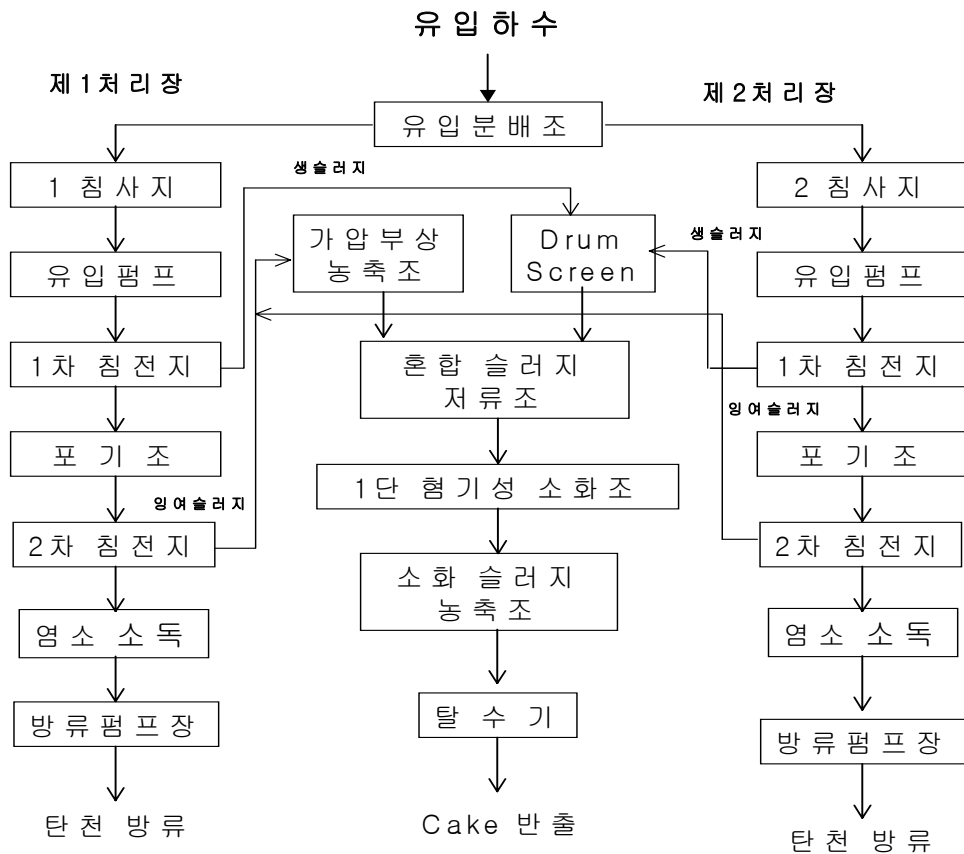 유입하수
제1처리장
제2처리장
유입분배조
생슬러지
1 침사지
2 침사지
가압부상
농축조
Drum
Screen
생슬러지
유입펌프
유입펌프
1차 침전지
혼합 슬러지
저류조
1차 침전지
잉여슬러지
포 기 조
포 기 조
1단 혐기성 소화조
잉여슬러지
2차 침전지
2차 침전지
소화 슬러지
농축조
염소 소독
염소 소독
방류펌프장
탈 수 기
방류펌프장
탄천 방류
Cake 반출
탄천 방류